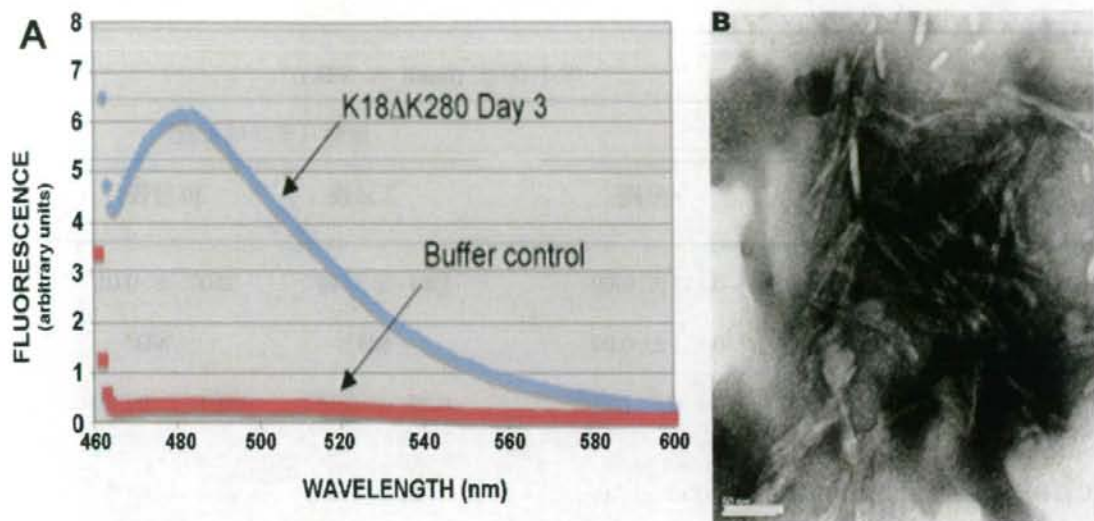 A
8
7
6
5
4
3
2
1
0
FLUORESCENCE
(arbitrary units)
K18ΔK280 Day 3
Buffer control
460 480 500 520 540 560 580 600
WAVELENGTH (nm)
B